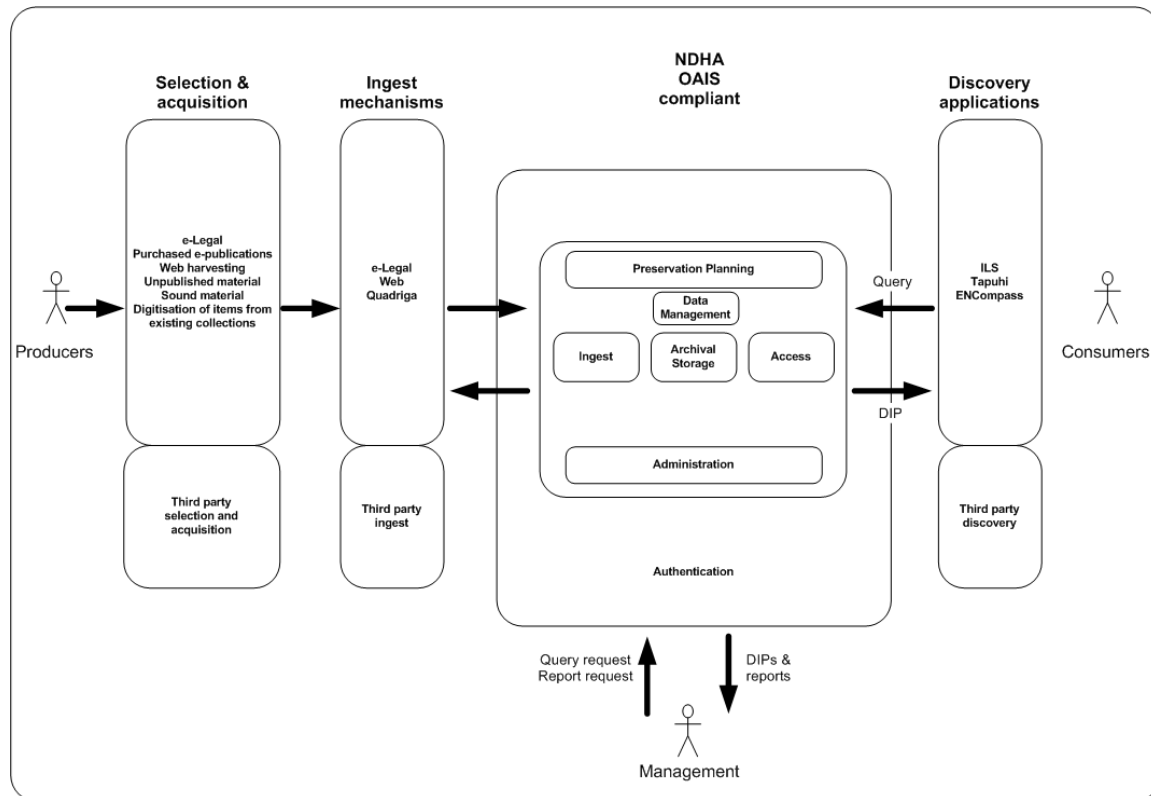 Selection &
acquisition
Ingest
mechanisms
NDHA
OAIS
compliant
Discovery
applications
Producers
e-Legal
Purchased e-publications
Web harvesting
Unpublished material
Sound material
Digitisation of items from
existing collections
Third party
selection and
acquisition
e-Legal
Web
Quadriga
Third party
ingest
Preservation Planning
Data
Management
Ingest
Archival
Storage
Access
Administration
Authentication
Query
DIP
ILS
Tapuhi
ENCompass
Third party
discovery
Consumers
Query request
Report request
DIPs &
reports
Management